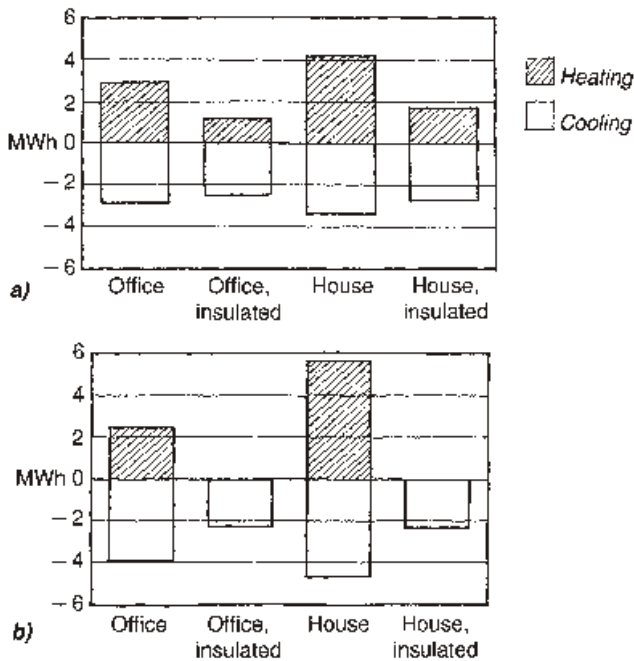 6
4
2
MWh 0
−2
−4
−6
Heating
Cooling
a)
Office
Office,
insulated
House
House,
insulated
6
4
2
MWh 0
−2
−4
−6
b)
Office
Office,
insulated
House
House,
insulated